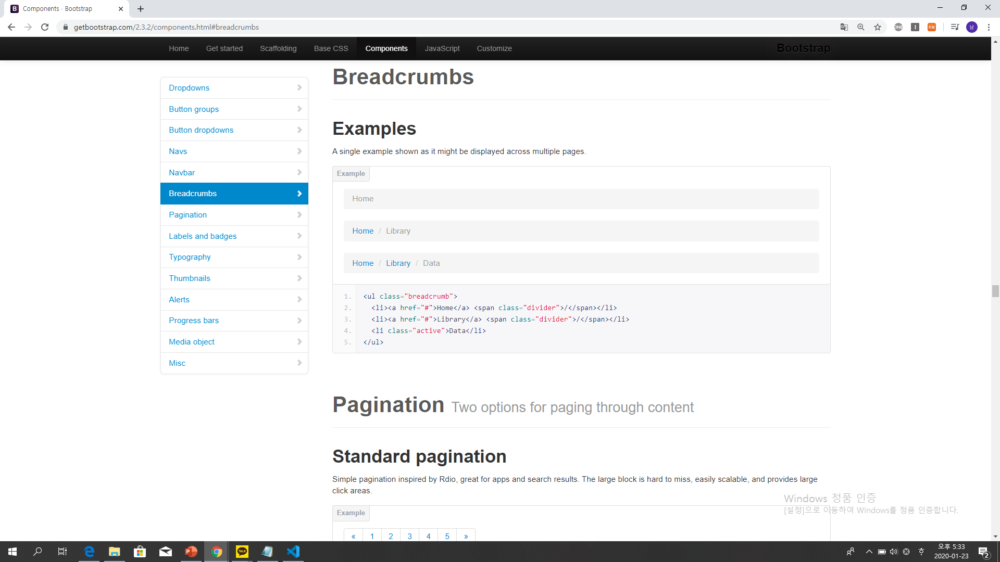 Components · Bootstrap
getbootstrap.com/2.3.2/components.html#breadcrumbs
남
Home Get started Scaffolding Base CSS Components JavaScript Customize Bootstrap
Dropdowns
Button groups
Button dropdowns
Navs
Navbar
Breadcrumbs
Pagination
Labels and badges
Typography
Thumbnails
Alerts
Progress bars
Media object
Misc
Breadcrumbs
Examples
A single example shown as it might be displayed across multiple pages.
Example
Home
Home / Library
Home / Library / Data
1. <ul class="breadcrumb">
2. <li><a href="#">Home</a> <span class="divider">/</span></li>
3. <li><a href="#">Library</a> <span class="divider">/</span></li>
4. <li class="active">Data</li>
5. </ul>
Pagination Two options for paging through content
Standard pagination
Simple pagination inspired by Rdio, great for apps and search results. The large block is hard to miss, easily scalable, and provides large
click areas.
Example
« 1 2 3 4 5 »
Windows 정품 인증
[설정]으로 이동하여 Windows를 정품 인증합니다.
TALK
오후 5:33
2020-01-23
2